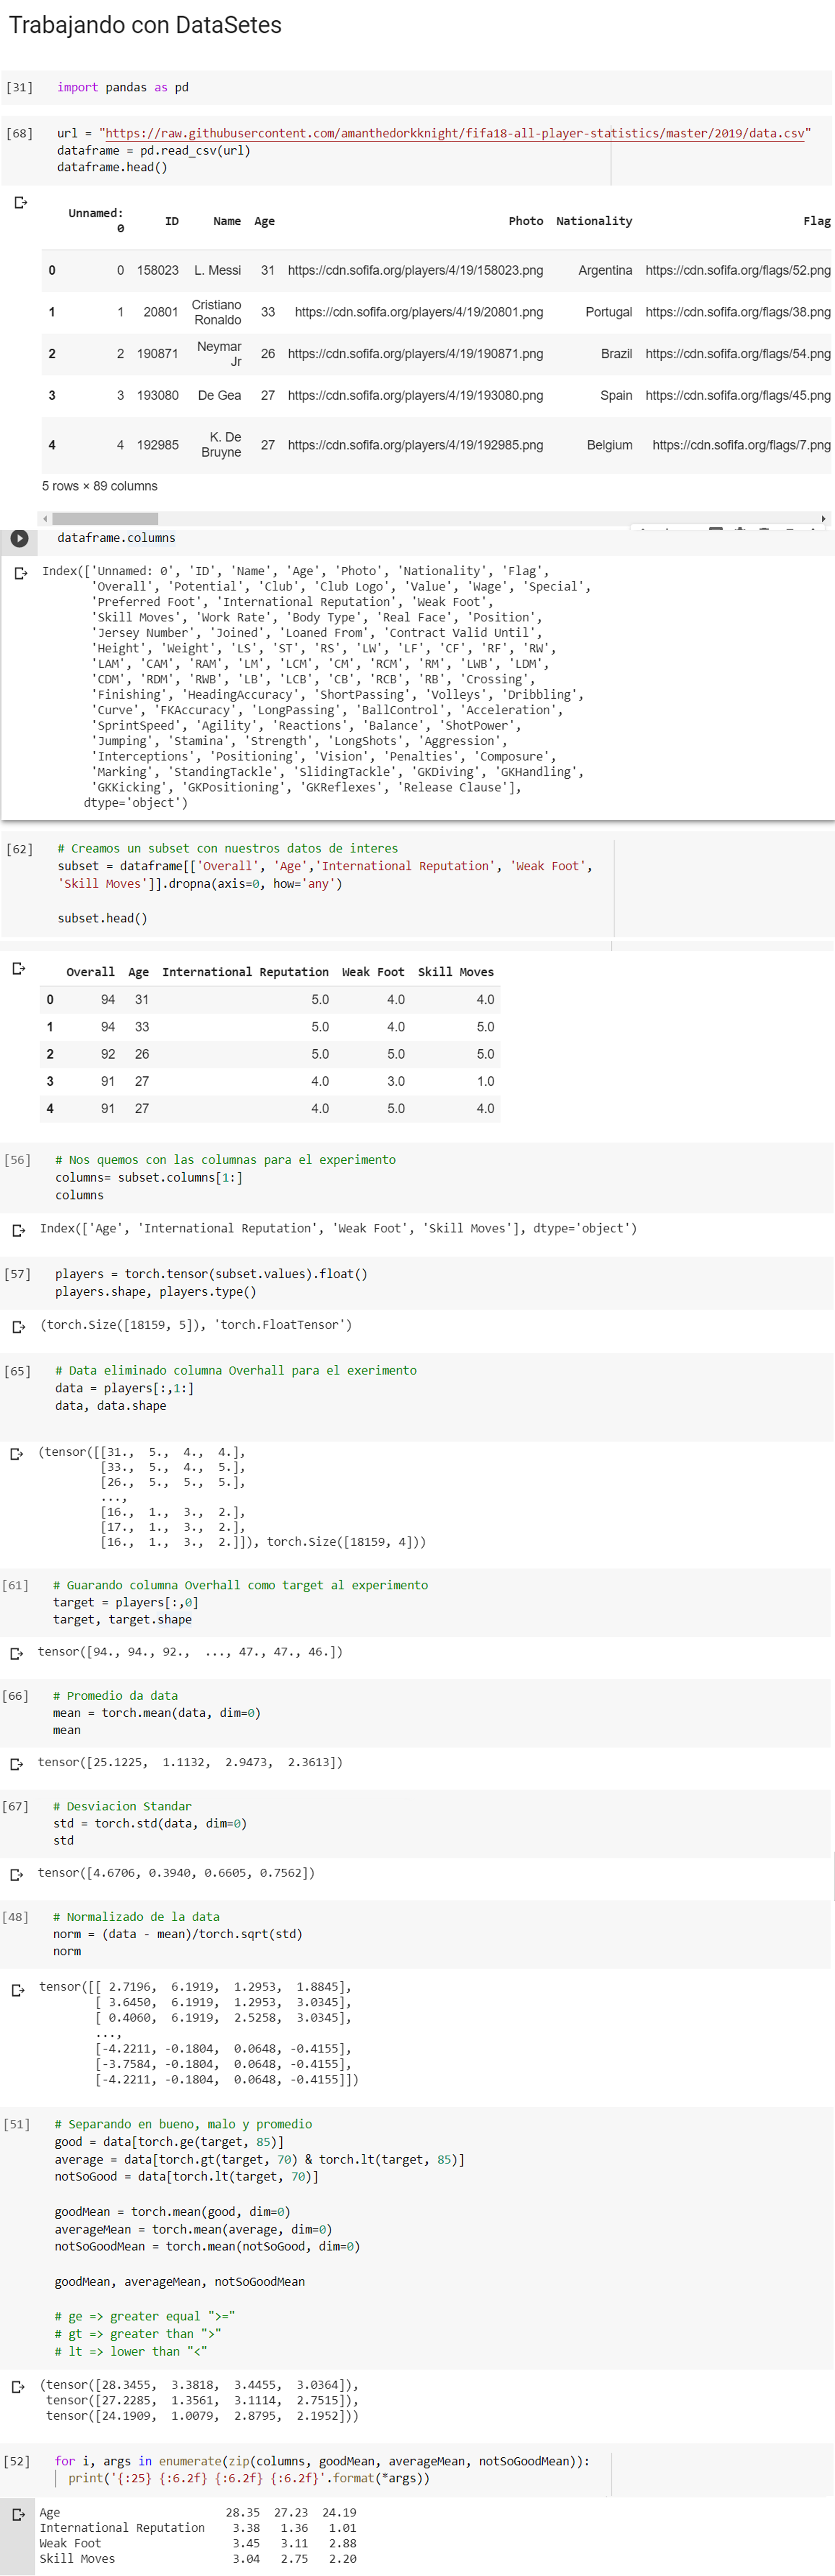 Trabajando con DataSetes
[31] import pandas as pd
[68] url = "https://raw.githubusercontent.com/amanthedorkknight/fifa18-all-player-statistics/master/2019/data.csv"
dataframe = pd.read_csv(url)
dataframe.head()
Unnamed: 0 ID Name Age Photo Nationality Flag
0 0 158023 L. Messi 31 https://cdn.sofifa.org/players/4/19/158023.png Argentina https://cdn.sofifa.org/flags/52.png
1 1 20801 Cristiano Ronaldo 33 https://cdn.sofifa.org/players/4/19/20801.png Portugal https://cdn.sofifa.org/flags/38.png
2 2 190871 Neymar Jr 26 https://cdn.sofifa.org/players/4/19/190871.png Brazil https://cdn.sofifa.org/flags/54.png
3 3 193080 De Gea 27 https://cdn.sofifa.org/players/4/19/193080.png Spain https://cdn.sofifa.org/flags/45.png
4 4 192985 K. De Bruyne 27 https://cdn.sofifa.org/players/4/19/192985.png Belgium https://cdn.sofifa.org/flags/7.png
5 rows × 89 columns
dataframe.columns
Index(['Unnamed: 0', 'ID', 'Name', 'Age', 'Photo', 'Nationality', 'Flag',
'Overall', 'Potential', 'Club', 'Club Logo', 'Value', 'Wage', 'Special',
'Preferred Foot', 'International Reputation', 'Weak Foot',
'Skill Moves', 'Work Rate', 'Body Type', 'Real Face', 'Position',
'Jersey Number', 'Joined', 'Loaned From', 'Contract Valid Until',
'Height', 'Weight', 'LS', 'ST', 'RS', 'LW', 'LF', 'CF', 'RF', 'RW',
'LAM', 'CAM', 'RAM', 'LM', 'LCM', 'CM', 'RCM', 'RM', 'LWB', 'LDM',
'CDM', 'RDM', 'RWB', 'LB', 'LCB', 'CB', 'RCB', 'RB', 'Crossing',
'Finishing', 'HeadingAccuracy', 'ShortPassing', 'Volleys', 'Dribbling',
'Curve', 'FKAccuracy', 'LongPassing', 'BallControl', 'Acceleration',
'SprintSpeed', 'Agility', 'Reactions', 'Balance', 'ShotPower',
'Jumping', 'Stamina', 'Strength', 'LongShots', 'Aggression',
'Interceptions', 'Positioning', 'Vision', 'Penalties', 'Composure',
'Marking', 'StandingTackle', 'SlidingTackle', 'GKDiving', 'GKHandling',
'GKKicking', 'GKPositioning', 'GKReflexes', 'Release Clause'],
dtype='object')
[62] # Creamos un subset con nuestros datos de interes
subset = dataframe[['Overall', 'Age','International Reputation', 'Weak Foot',
'Skill Moves']].dropna(axis=0, how='any')
subset.head()
Overall Age International Reputation Weak Foot Skill Moves
0 94 31 5.0 4.0 4.0
1 94 33 5.0 4.0 5.0
2 92 26 5.0 5.0 5.0
3 91 27 4.0 3.0 1.0
4 91 27 4.0 5.0 4.0
[56] # Nos quemos con las columnas para el experimento
columns= subset.columns[1:]
columns
Index(['Age', 'International Reputation', 'Weak Foot', 'Skill Moves'], dtype='object')
[57] players = torch.tensor(subset.values).float()
players.shape, players.type()
(torch.Size([18159, 5]), 'torch.FloatTensor')
[65] # Data eliminado columna Overhall para el exerimento
data = players[:,1:]
data, data.shape
(tensor([[31., 5., 4., 4.],
[33., 5., 4., 5.],
[26., 5., 5., 5.],
...,
[16., 1., 3., 2.],
[17., 1., 3., 2.],
[16., 1., 3., 2.]]), torch.Size([18159, 4]))
[61] # Guarando columna Overhall como target al experimento
target = players[:,0]
target, target.shape
tensor([94., 94., 92., ..., 47., 47., 46.])
[66] # Promedio da data
mean = torch.mean(data, dim=0)
mean
tensor([25.1225, 1.1132, 2.9473, 2.3613])
[67] # Desviacion Standar
std = torch.std(data, dim=0)
std
tensor([4.6706, 0.3940, 0.6605, 0.7562])
[48] # Normalizado de la data
norm = (data - mean)/torch.sqrt(std)
norm
tensor([[ 2.7196, 6.1919, 1.2953, 1.8845],
[ 3.6450, 6.1919, 1.2953, 3.0345],
[ 0.4060, 6.1919, 2.5258, 3.0345],
...,
[-4.2211, -0.1804, 0.0648, -0.4155],
[-3.7584, -0.1804, 0.0648, -0.4155],
[-4.2211, -0.1804, 0.0648, -0.4155]])
[51] # Separando en bueno, malo y promedio
good = data[torch.ge(target, 85)]
average = data[torch.gt(target, 70) & torch.lt(target, 85)]
notSoGood = data[torch.lt(target, 70)]
goodMean = torch.mean(good, dim=0)
averageMean = torch.mean(average, dim=0)
notSoGoodMean = torch.mean(notSoGood, dim=0)
goodMean, averageMean, notSoGoodMean
# ge => greater equal ">="
# gt => greater than ">"
# lt => lower than "<"
(tensor([28.3455, 3.3818, 3.4455, 3.0364]),
tensor([27.2285, 1.3561, 3.1114, 2.7515]),
tensor([24.1909, 1.0079, 2.8795, 2.1952]))
[52] for i, args in enumerate(zip(columns, goodMean, averageMean, notSoGoodMean)):
print('{:25} {:6.2f} {:6.2f} {:6.2f}'.format(*args))
Age 28.35 27.23 24.19
International Reputation 3.38 1.36 1.01
Weak Foot 3.45 3.11 2.88
Skill Moves 3.04 2.75 2.20